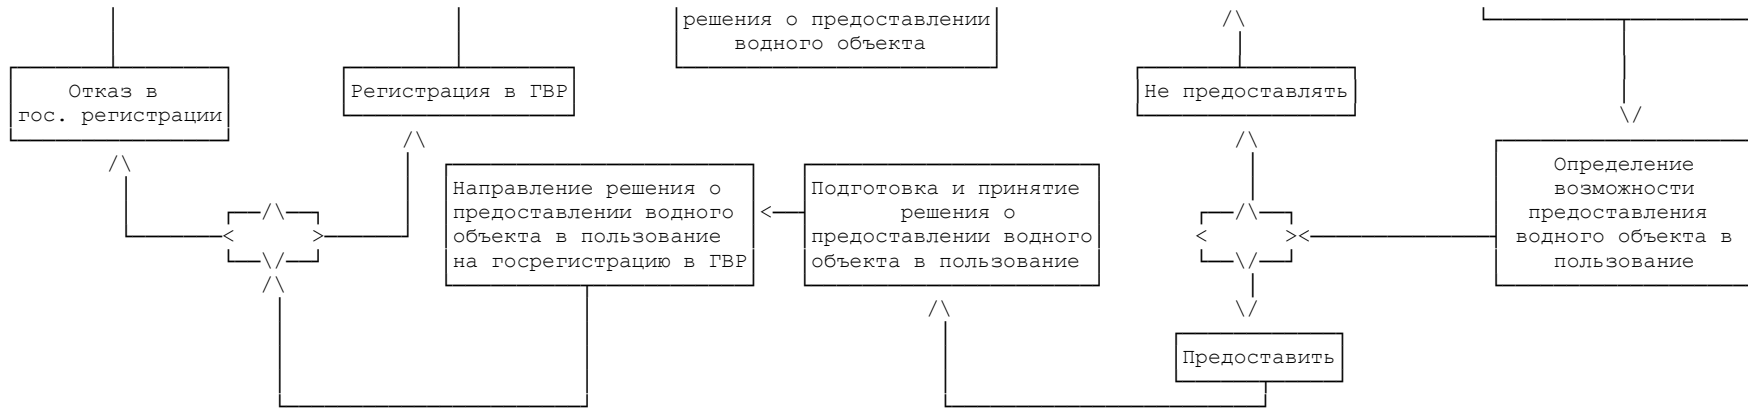 решения о предоставлении
водного объекта
Отказ в
гос. регистрации
Регистрация в ГВР
Не предоставлять
Направление решения о
предоставлении водного
объекта в пользование
на госрегистрацию в ГВР
Подготовка и принятие
решения о
предоставлении водного
объекта в пользование
Определение
возможности
предоставления
водного объекта в
пользование
Предоставить